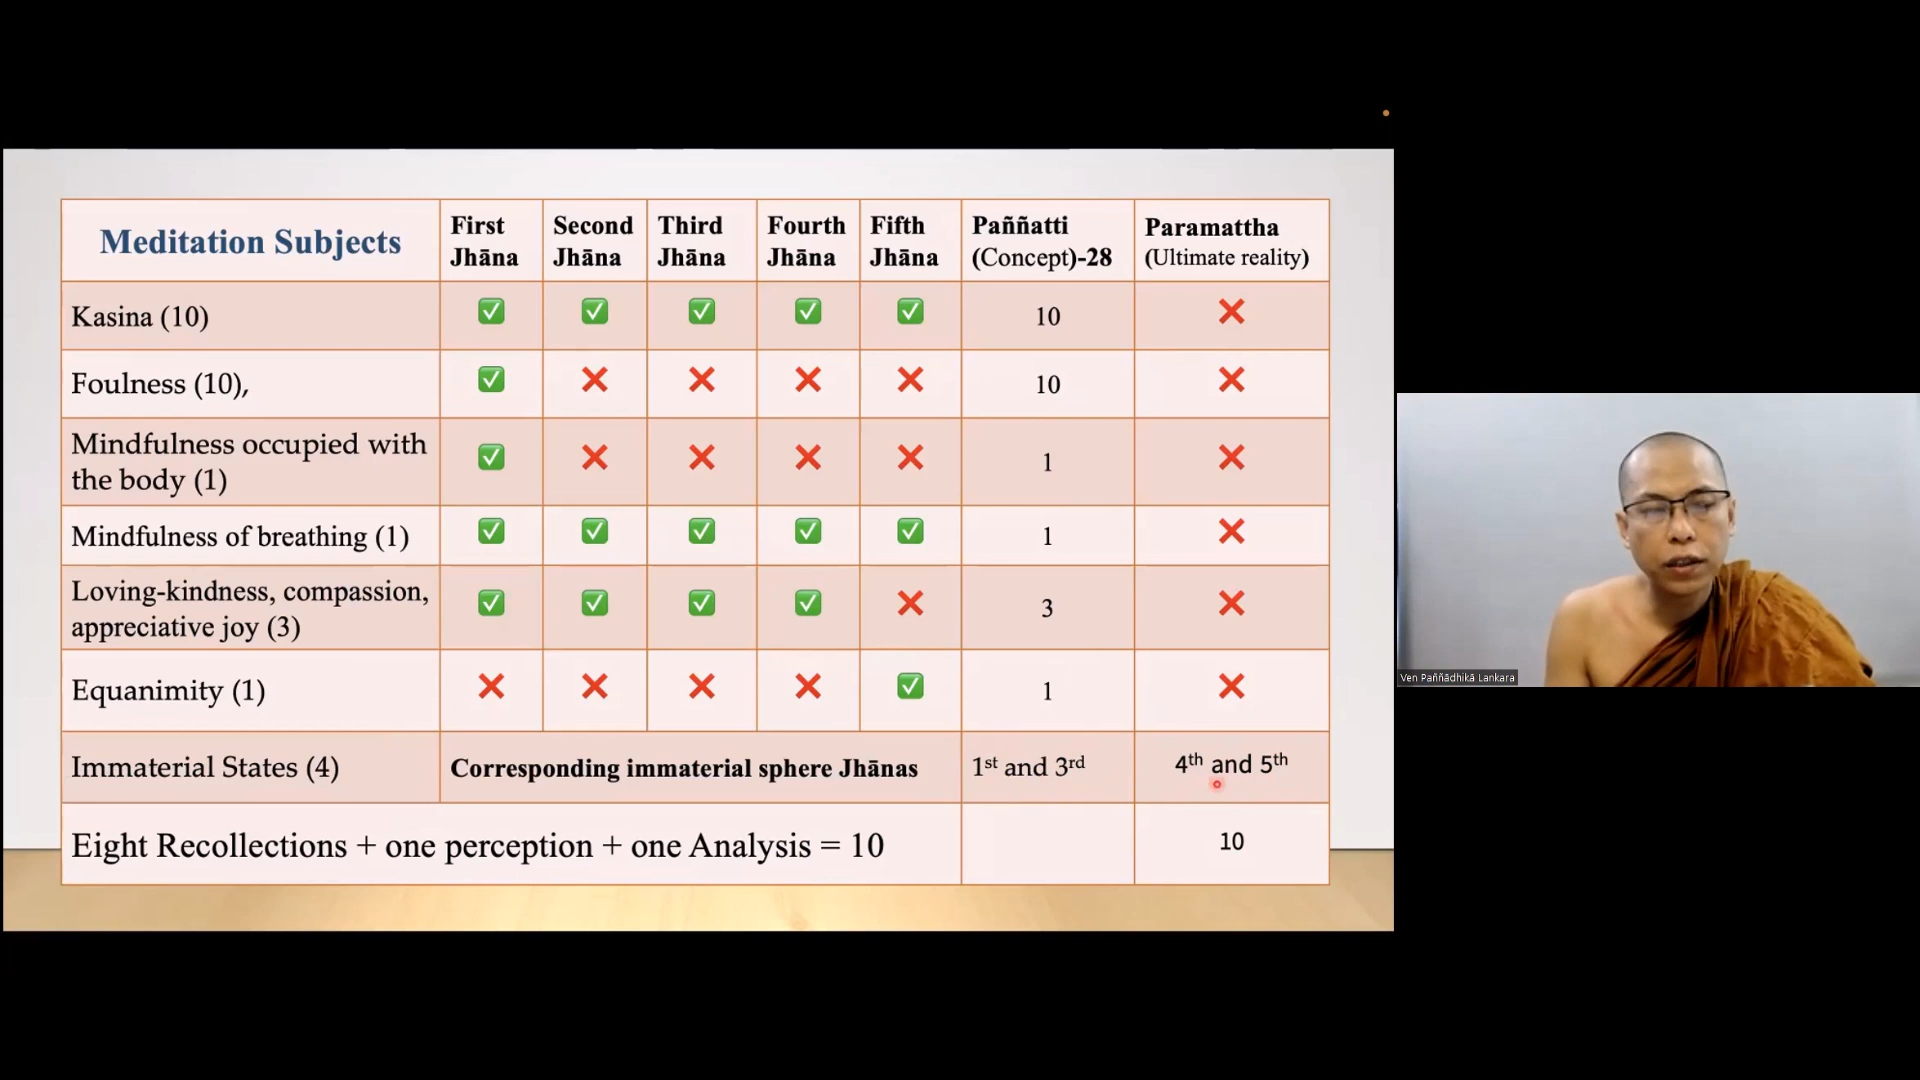 Meditation Subjects
First Jhāna
Second Jhāna
Third Jhāna
Fourth Jhāna
Fifth Jhāna
Paññatti (Concept)-28
Paramattha (Ultimate reality)
Kasina (10)
10
Foulness (10),
10
Mindfulness occupied with
the body (1)
1
Mindfulness of breathing (1)
1
Loving-kindness, compassion,
appreciative joy (3)
3
Equanimity (1)
1
Immaterial States (4)
Corresponding immaterial sphere Jhānas
1st and 3rd
4th and 5th
Eight Recollections + one perception + one Analysis = 10
10
Ven Paññādhikā Lankara